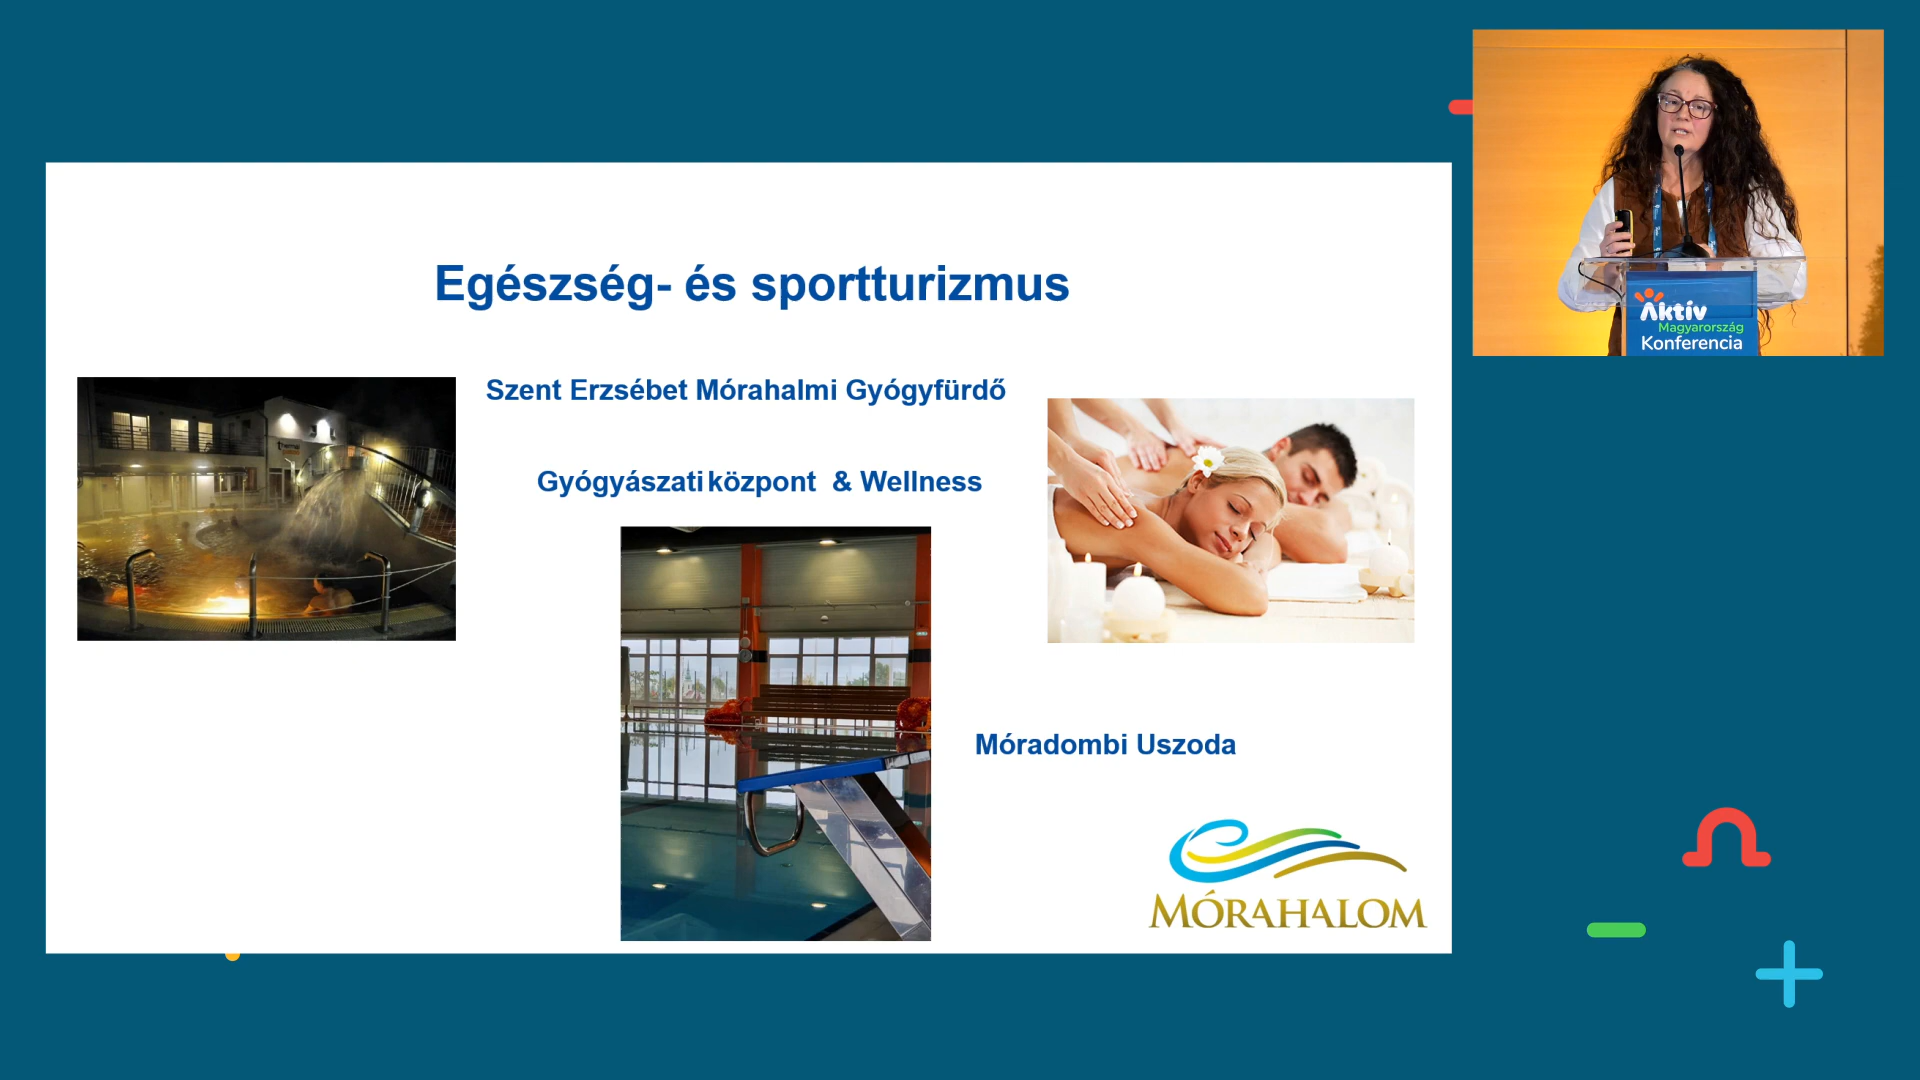 Egészség- és sportturizmus
Szent Erzsébet Mórahalmi Gyógyfürdő
Gyógyászati központ & Wellness
Móradombi Uszoda
MÓRAHALOM
Aktív
Magyarország
Konferencia